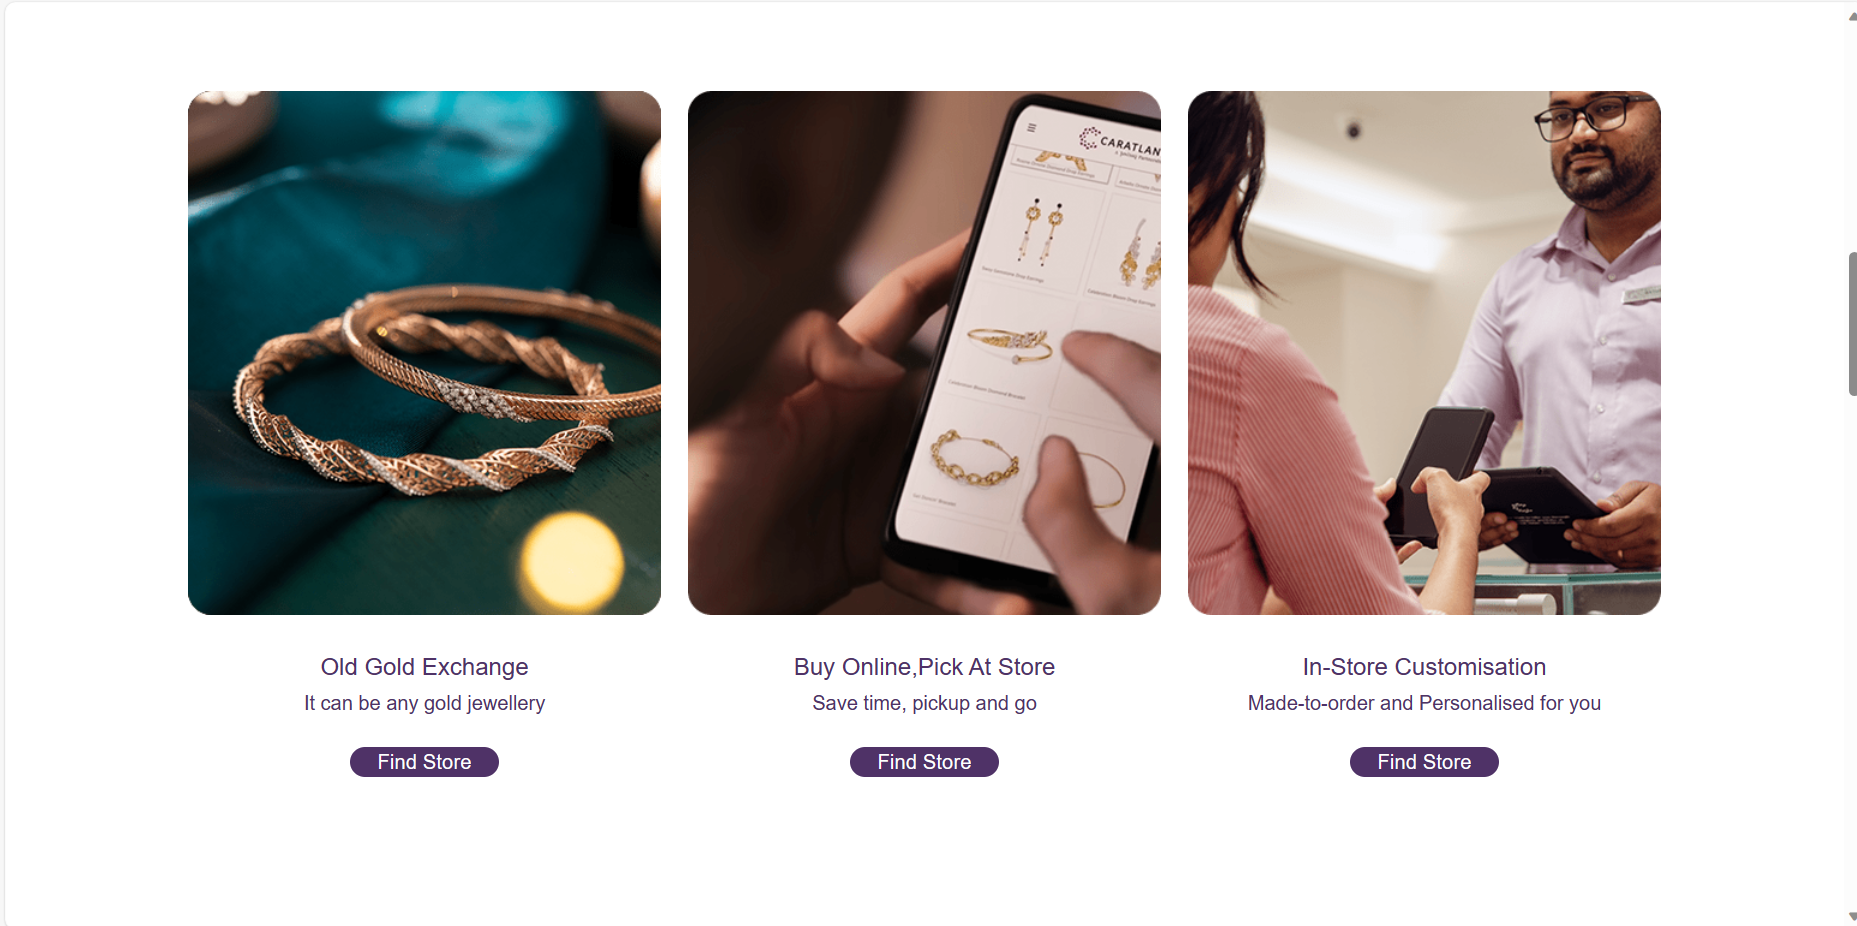 CARATLAN
Old Gold Exchange
It can be any gold jewellery
Find Store
Buy Online,Pick At Store
Save time, pickup and go
Find Store
In-Store Customisation
Made-to-order and Personalised for you
Find Store